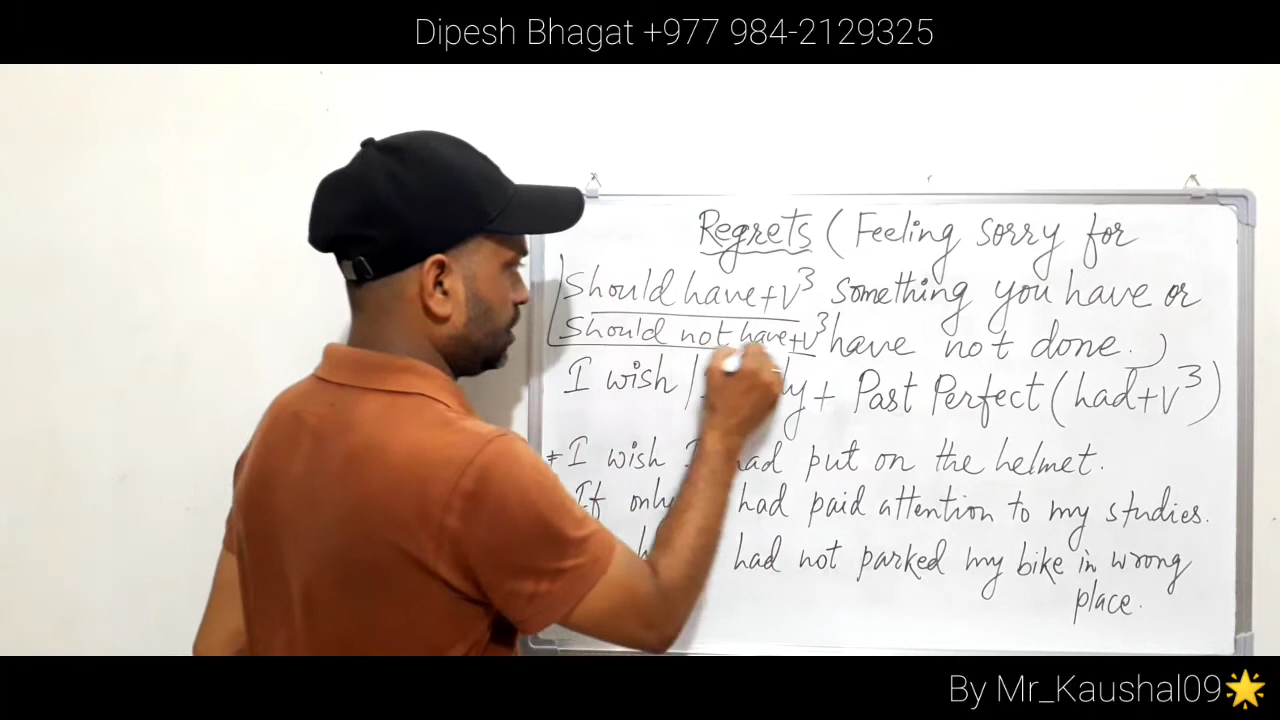 Dipesh Bhagat +977 984-2129325
Regrets (Feeling sorry for
Should have+V³ something you have or
Should not have+V³ have not done.)
I wish / + Past Perfect (had+V³)
I wish had put on the helmet.
If only had paid attention to my studies.
had not parked my bike in wrong
place.
By Mr_Kaushal09🌟